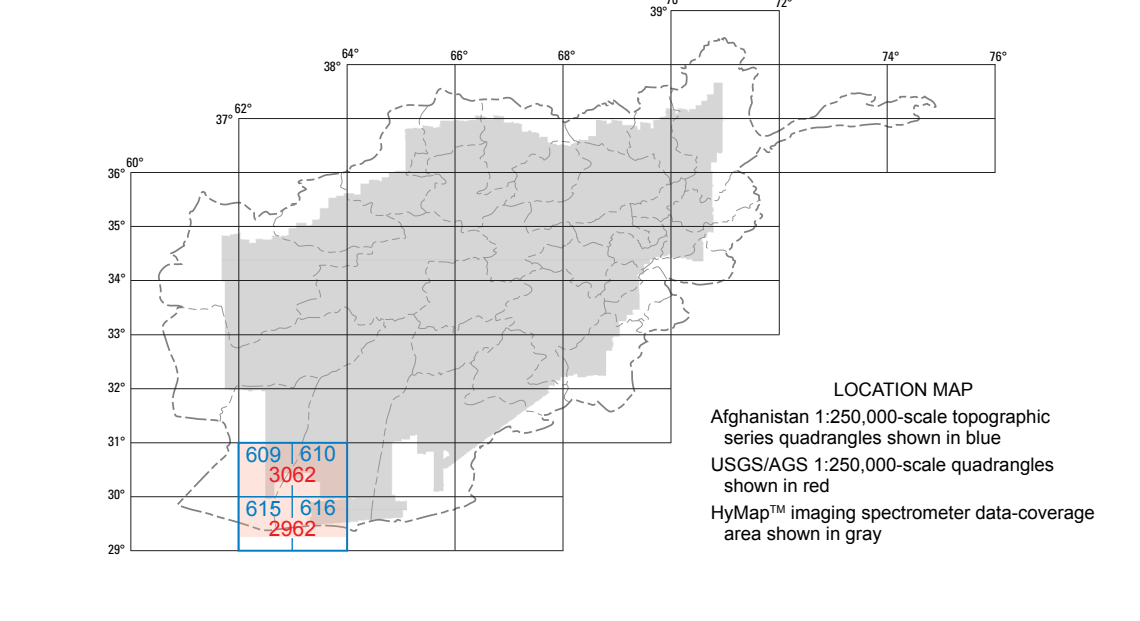 70° 72°
39°
64° 66° 68° 74° 76°
38°
62°
37°
60°
36°
35°
34°
33°
32°
LOCATION MAP
Afghanistan 1:250,000-scale topographic
series quadrangles shown in blue
31°
609 610
USGS/AGS 1:250,000-scale quadrangles
3062
shown in red
30°
615 616
HyMap™ imaging spectrometer data-coverage
2962
area shown in gray
29°